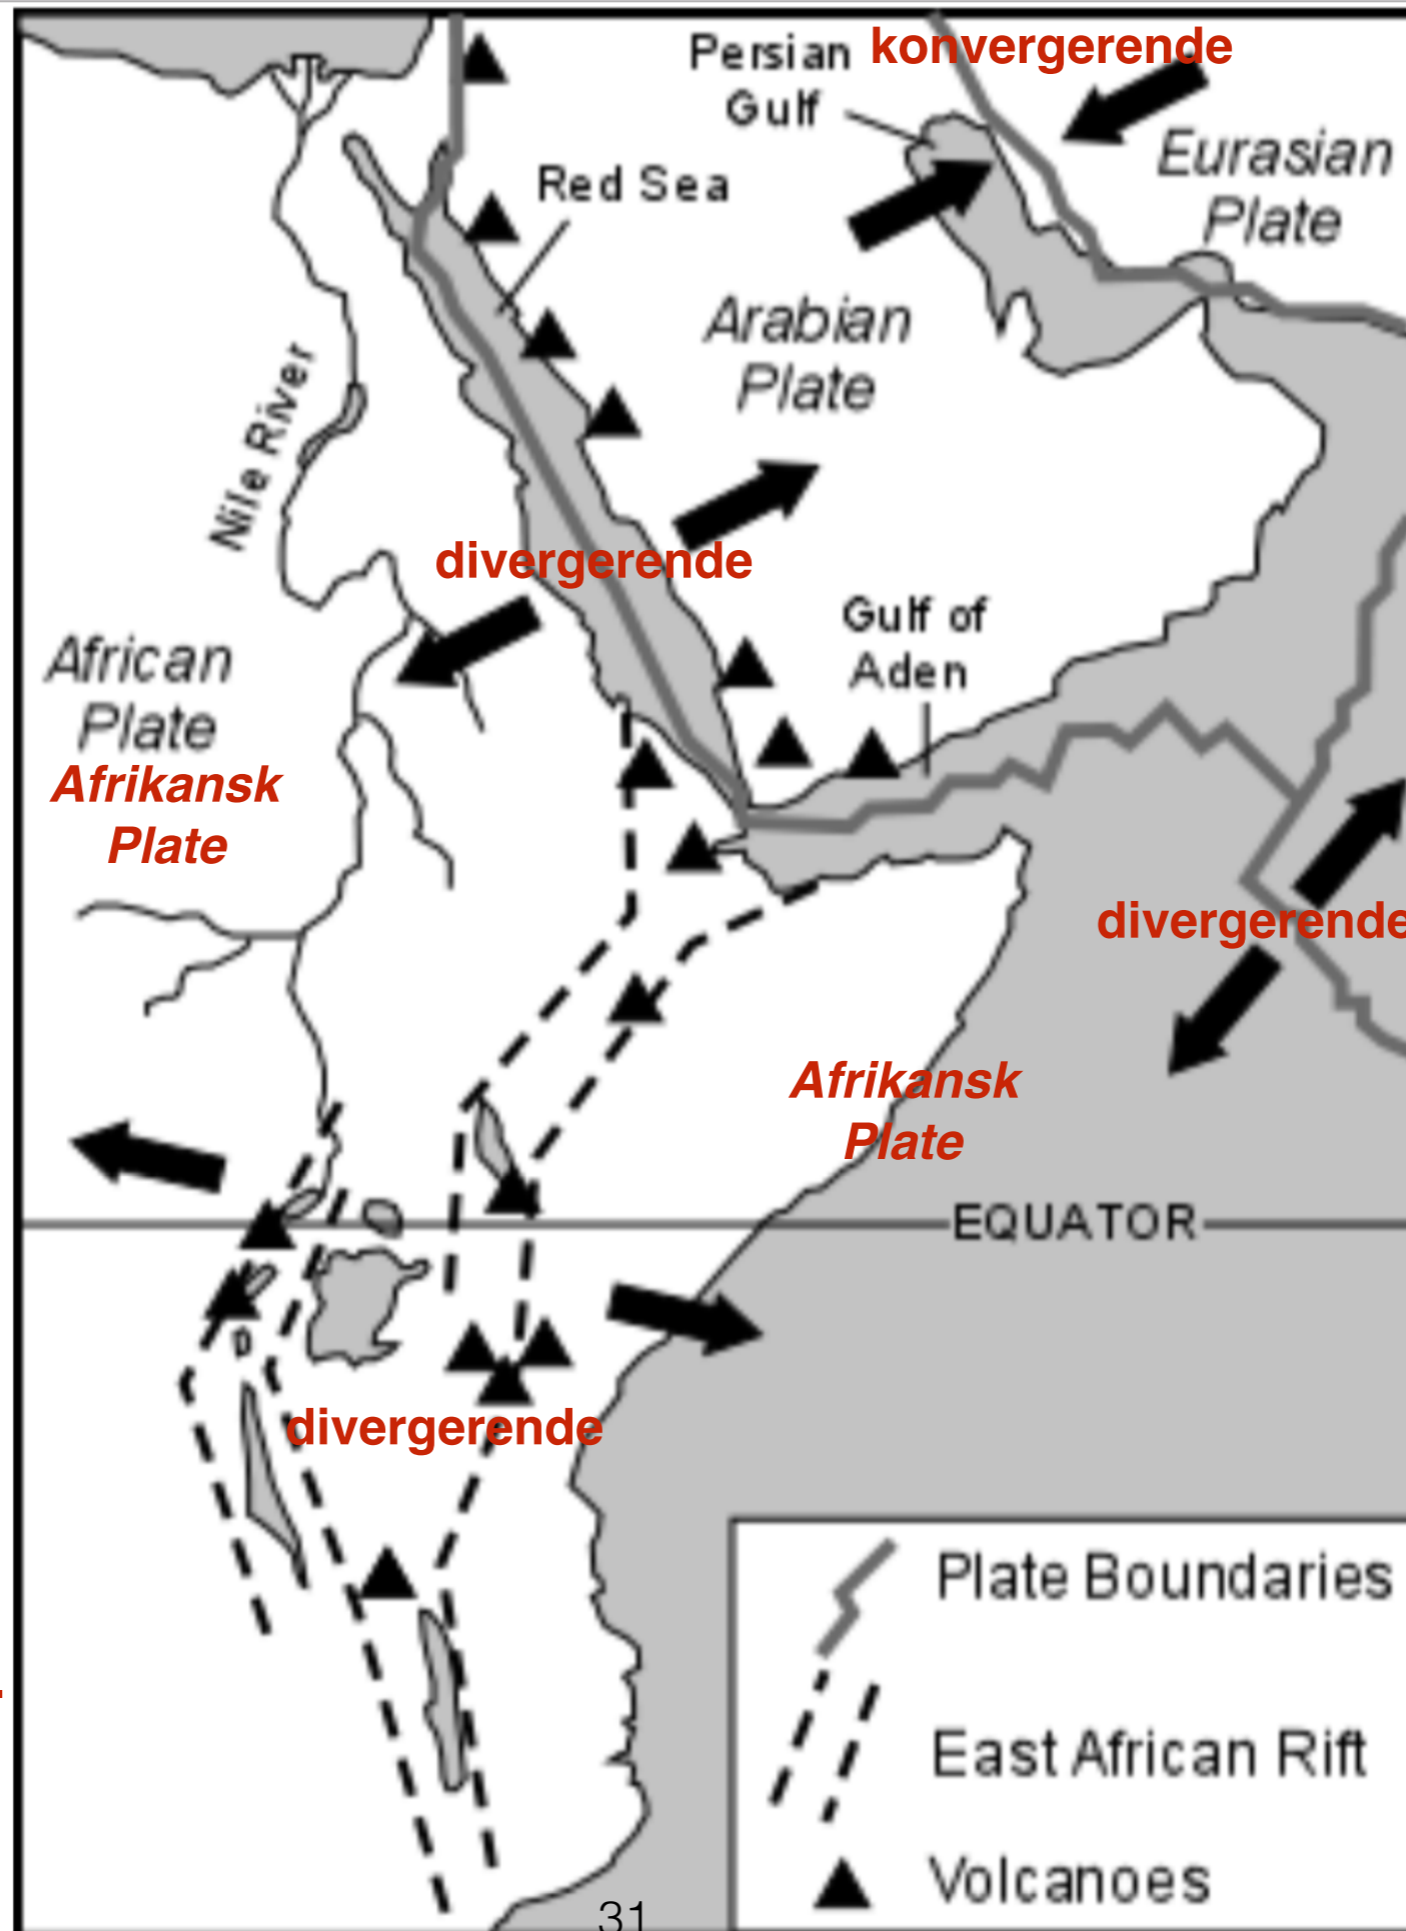 konvergerende
Persian
Gulf
Eurasian
Plate
Red Sea
Arabian
Plate
Nile River
divergerende
Gulf of
Aden
African
Plate
Afrikansk
Plate
divergerende
Afrikansk
Plate
EQUATOR
divergerende
Plate Boundaries
East African Rift
Volcanoes
31